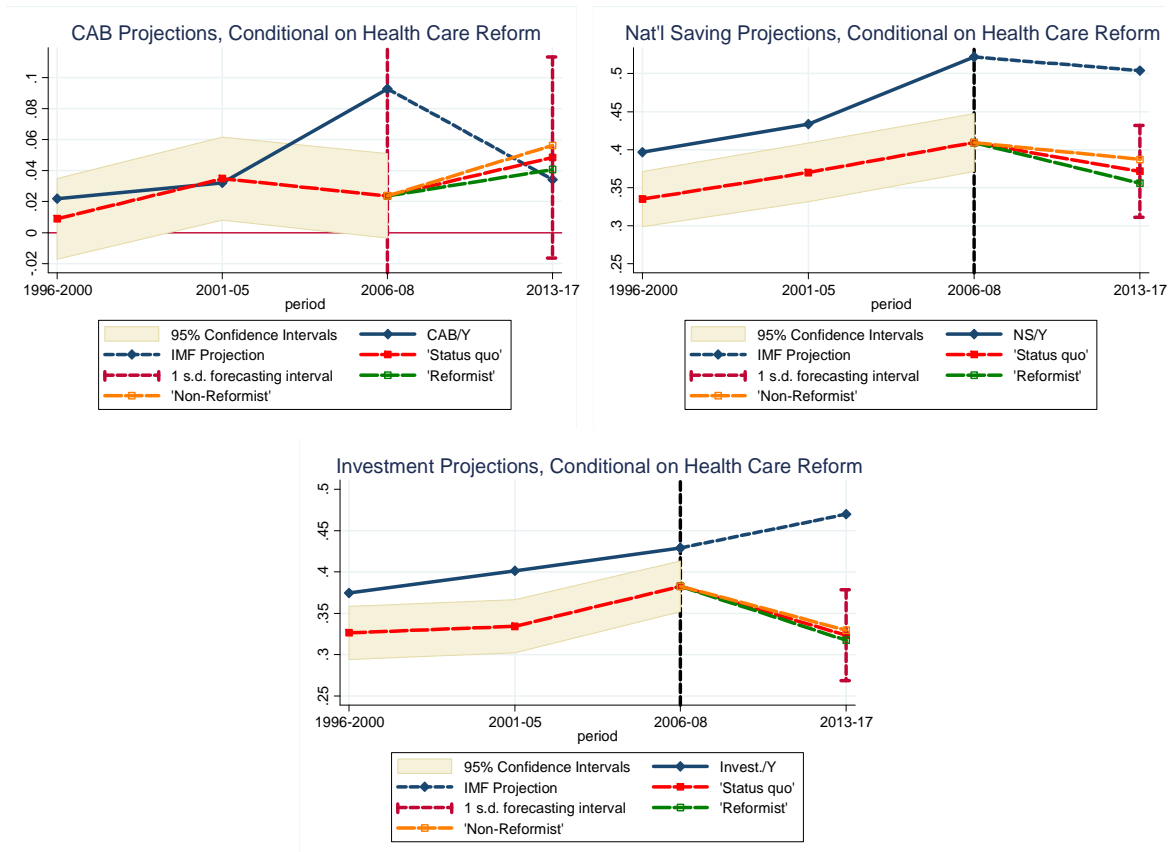 CAB Projections, Conditional on Health Care Reform
.1
.08
.06
.04
.02
0
-.02
1996-2000 2001-05 2006-08 2013-17
period
95% Confidence Intervals CAB/Y
IMF Projection 'Status quo'
1 s.d. forecasting interval 'Reformist'
'Non-Reformist'
Nat'l Saving Projections, Conditional on Health Care Reform
.5
.45
.4
.35
.3
.25
1996-2000 2001-05 2006-08 2013-17
period
95% Confidence Intervals NS/Y
IMF Projection 'Status quo'
1 s.d. forecasting interval 'Reformist'
'Non-Reformist'
Investment Projections, Conditional on Health Care Reform
.5
.45
.4
.35
.3
.25
1996-2000 2001-05 2006-08 2013-17
period
95% Confidence Intervals Invest./Y
IMF Projection 'Status quo'
1 s.d. forecasting interval 'Reformist'
'Non-Reformist'